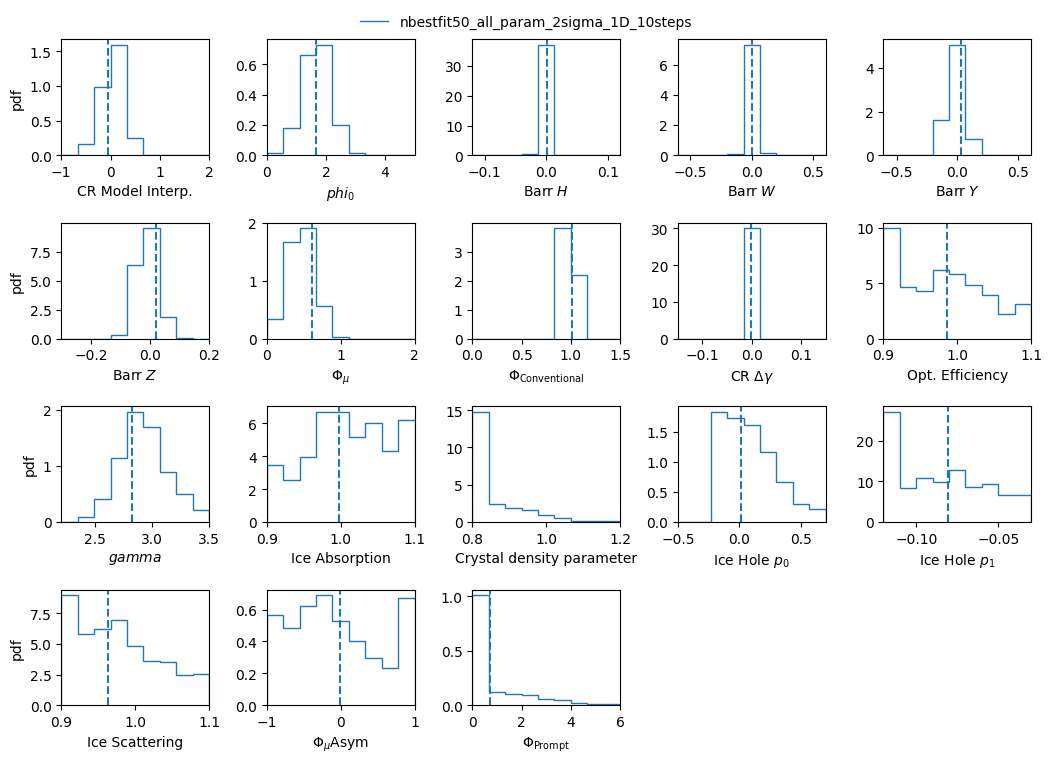 nbestfit50_all_param_2sigma_1D_10steps
pdf
1.5
1.0
0.5
0.0
-1 0 1 2
CR Model Interp.
0.6
0.4
0.2
0.0
0 2 4
phi₀
30
20
10
0
−0.1 0.0 0.1
Barr H
6
4
2
0
−0.5 0.0 0.5
Barr W
4
2
0
−0.5 0.0 0.5
Barr Y
pdf
7.5
5.0
2.5
0.0
−0.2 0.0 0.2
Barr Z
2
1
0
0 1 2
Φμ
3
2
1
0
0.0 0.5 1.0 1.5
Φ_Conventional
30
20
10
0
−0.1 0.0 0.1
CR Δγ
10
5
0
0.9 1.0 1.1
Opt. Efficiency
pdf
2
1
0
2.5 3.0 3.5
gamma
6
4
2
0
0.9 1.0 1.1
Ice Absorption
15
10
5
0
0.8 1.0 1.2
Crystal density parameter
1.5
1.0
0.5
0.0
−0.5 0.0 0.5
Ice Hole p₀
20
10
0
−0.10 −0.05
Ice Hole p₁
pdf
7.5
5.0
2.5
0.0
0.9 1.0 1.1
Ice Scattering
0.6
0.4
0.2
0.0
−1 0 1
ΦμAsym
1.0
0.5
0.0
0 2 4 6
Φ_Prompt